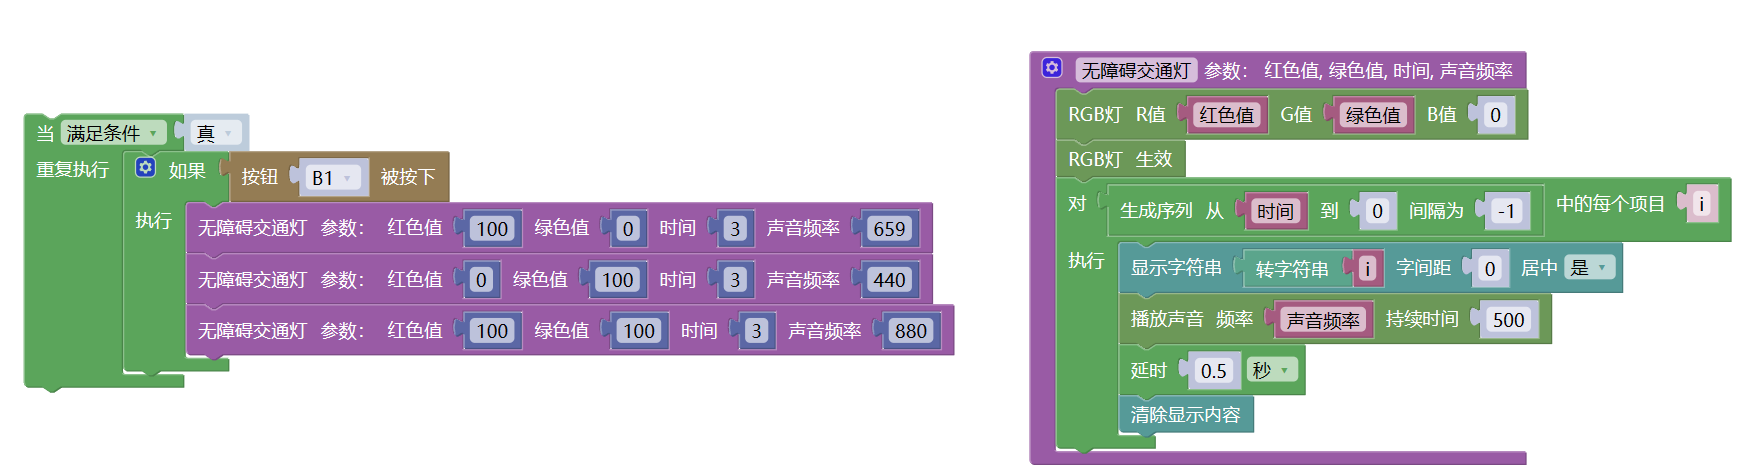 当 满足条件 真
重复执行 如果 按钮 B1 被按下
执行 无障碍交通灯 参数： 红色值 100 绿色值 0 时间 3 声音频率 659
无障碍交通灯 参数： 红色值 0 绿色值 100 时间 3 声音频率 440
无障碍交通灯 参数： 红色值 100 绿色值 100 时间 3 声音频率 880
无障碍交通灯 参数： 红色值, 绿色值, 时间, 声音频率
RGB灯 R值 红色值 G值 绿色值 B值 0
RGB灯 生效
对 生成序列 从 时间 到 0 间隔为 -1 中的每个项目 i
执行 显示字符串 转字符串 i 字间距 0 居中 是
播放声音 频率 声音频率 持续时间 500
延时 0.5 秒
清除显示内容